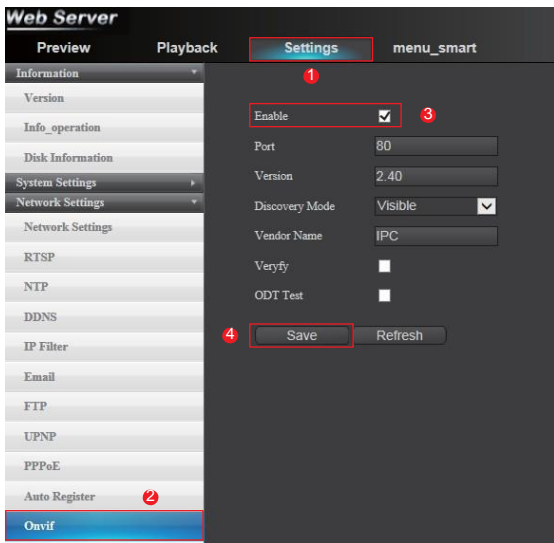 Web Server
Preview Playback Settings menu_smart
1
Information
Version
Info_operation
Disk Information
System Settings
Network Settings
Network Settings
RTSP
NTP
DDNS
IP Filter
Email
FTP
UPNP
PPPoE
Auto Register 2
Onvif
Enable 3
Port 80
Version 2.40
Discovery Mode Visible
Vendor Name IPC
Veryfy
ODT Test
4 Save Refresh